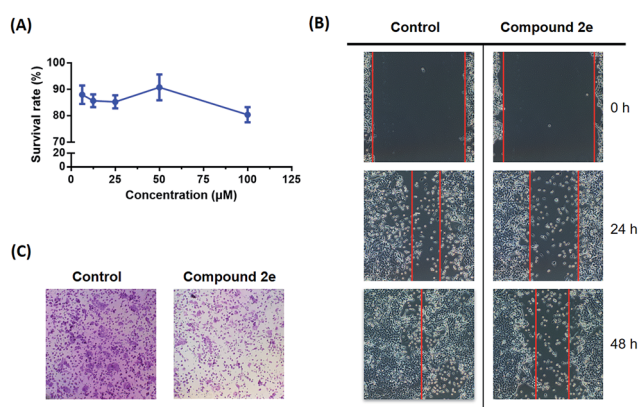 (A)
Survival rate (%)
100
90
80
70
20
0
0
25
50
75
100
125
Concentration (µM)
(B)
Control
Compound 2e
0 h
24 h
48 h
(C)
Control
Compound 2e